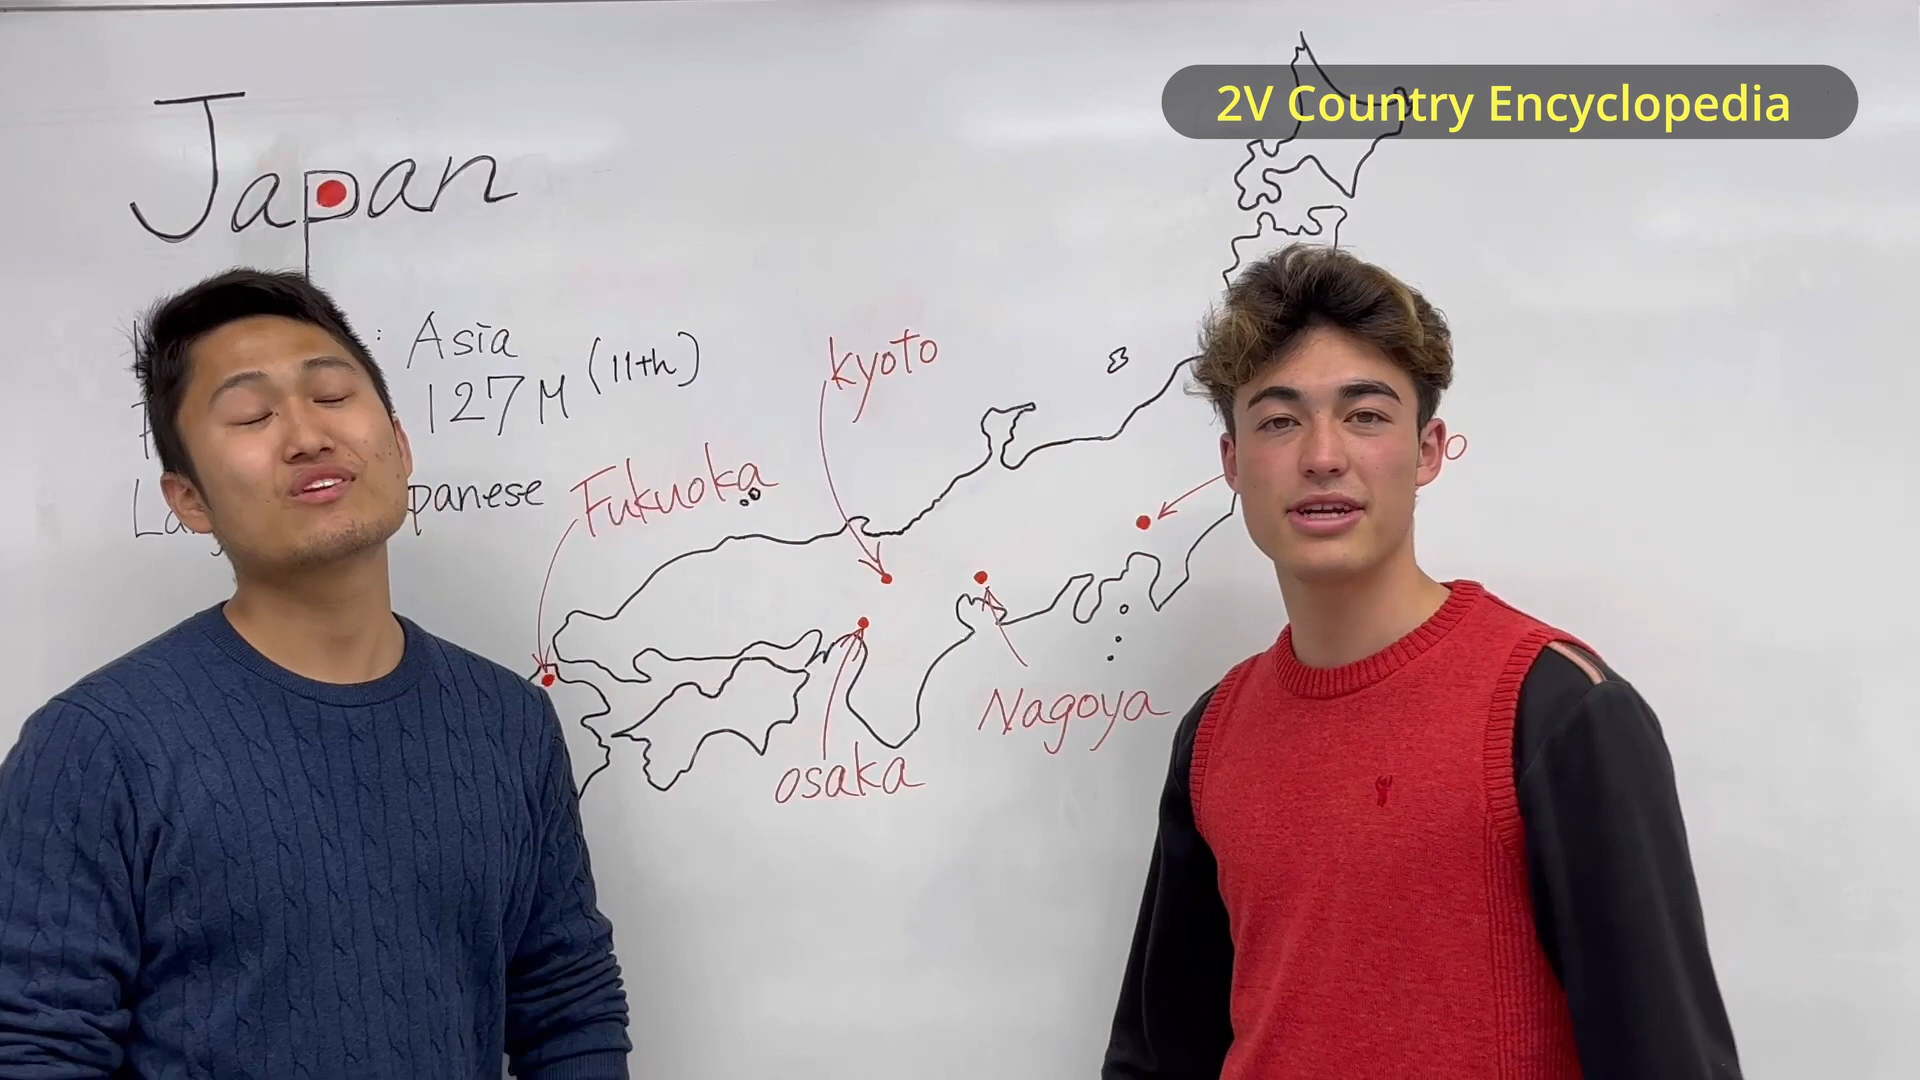 2V Country Encyclopedia
Japan
: Asia
127M (11th)
panese
kyoto
Fukuoka
Nagoya
osaka